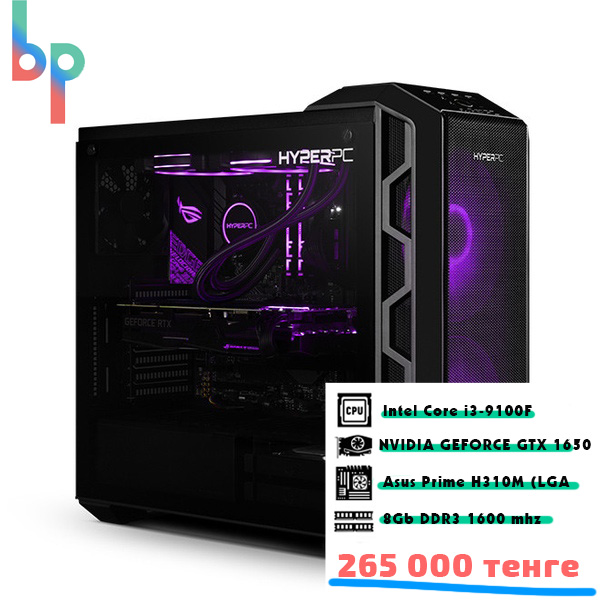 bp
HYPERPC
HYPERPC
HYPERPC
GEFORCE RTX
CPU
Intel Core i3-9100F
NVIDIA GEFORCE GTX 1650
Asus Prime H310M (LGA
8Gb DDR3 1600 mhz
265 000 тенге